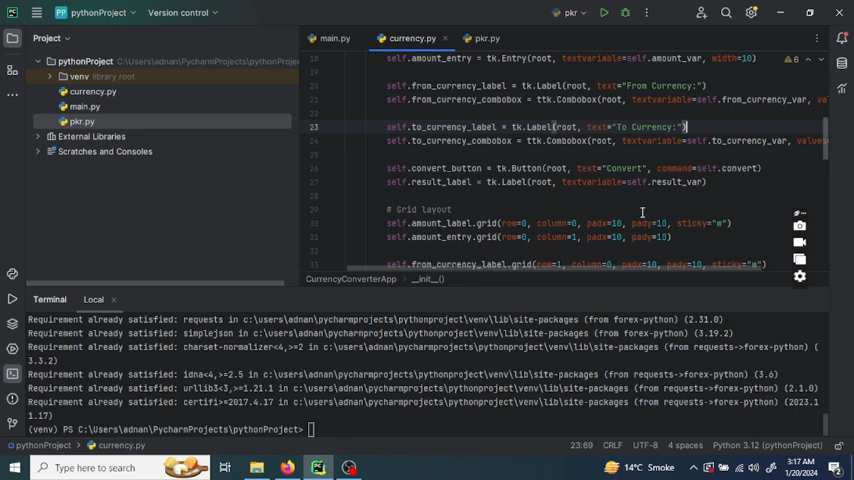 PP pythonProject Version control pkr
Project
main.py currency.py pkr.py
pythonProject C:\Users\adnan\PycharmProjects\pythonProjec
venv library root
currency.py
main.py
pkr.py
External Libraries
Scratches and Consoles
6
18 self.amount_entry = tk.Entry(root, textvariable=self.amount_var, width=10)
19
20 self.from_currency_label = tk.Label(root, text="From Currency:")
21 self.from_currency_combobox = ttk.Combobox(root, textvariable=self.from_currency_var, val
22
23 self.to_currency_label = tk.Label(root, text="To Currency:")
24 self.to_currency_combobox = ttk.Combobox(root, textvariable=self.to_currency_var, values=
25
26 self.convert_button = tk.Button(root, text="Convert", command=self.convert)
27 self.result_label = tk.Label(root, textvariable=self.result_var)
28
29 # Grid layout
30 self.amount_label.grid(row=0, column=0, padx=10, pady=10, sticky="w")
31 self.amount_entry.grid(row=0, column=1, padx=10, pady=10)
32
33 self.from_currency_label.grid(row=1, column=0, padx=10, pady=10, sticky="w")
CurrencyConverterApp > __init__()
Terminal Local
Requirement already satisfied: requests in c:\users\adnan\pycharmprojects\pythonproject\venv\lib\site-packages (from forex-python) (2.31.0)
Requirement already satisfied: simplejson in c:\users\adnan\pycharmprojects\pythonproject\venv\lib\site-packages (from forex-python) (3.19.2)
Requirement already satisfied: charset-normalizer<4,>=2 in c:\users\adnan\pycharmprojects\pythonproject\venv\lib\site-packages (from requests->forex-python) (
3.3.2)
Requirement already satisfied: idna<4,>=2.5 in c:\users\adnan\pycharmprojects\pythonproject\venv\lib\site-packages (from requests->forex-python) (3.6)
Requirement already satisfied: urllib3<3,>=1.21.1 in c:\users\adnan\pycharmprojects\pythonproject\venv\lib\site-packages (from requests->forex-python) (2.1.0)
Requirement already satisfied: certifi>=2017.4.17 in c:\users\adnan\pycharmprojects\pythonproject\venv\lib\site-packages (from requests->forex-python) (2023.1
1.17)
(venv) PS C:\Users\adnan\PycharmProjects\pythonProject>
pythonProject > currency.py 23:69 CRLF UTF-8 4 spaces Python 3.12 (pythonProject)
Type here to search 14°C Smoke 3:17 AM
1/20/2024
2